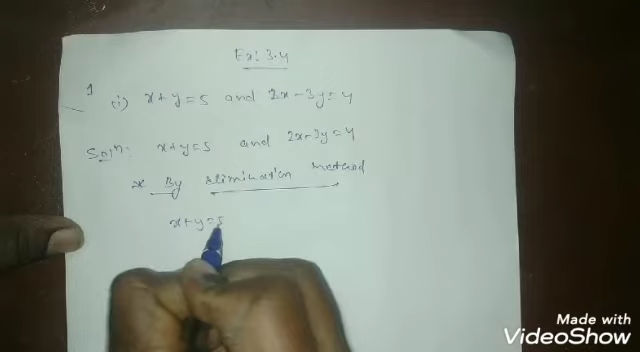 Ex: 3.4
1
(i) x+y=5 and 2x-3y=4
Soln: x+y=5 and 2x-3y=4
* By elimination method
x+y=5
Made with
VideoShow